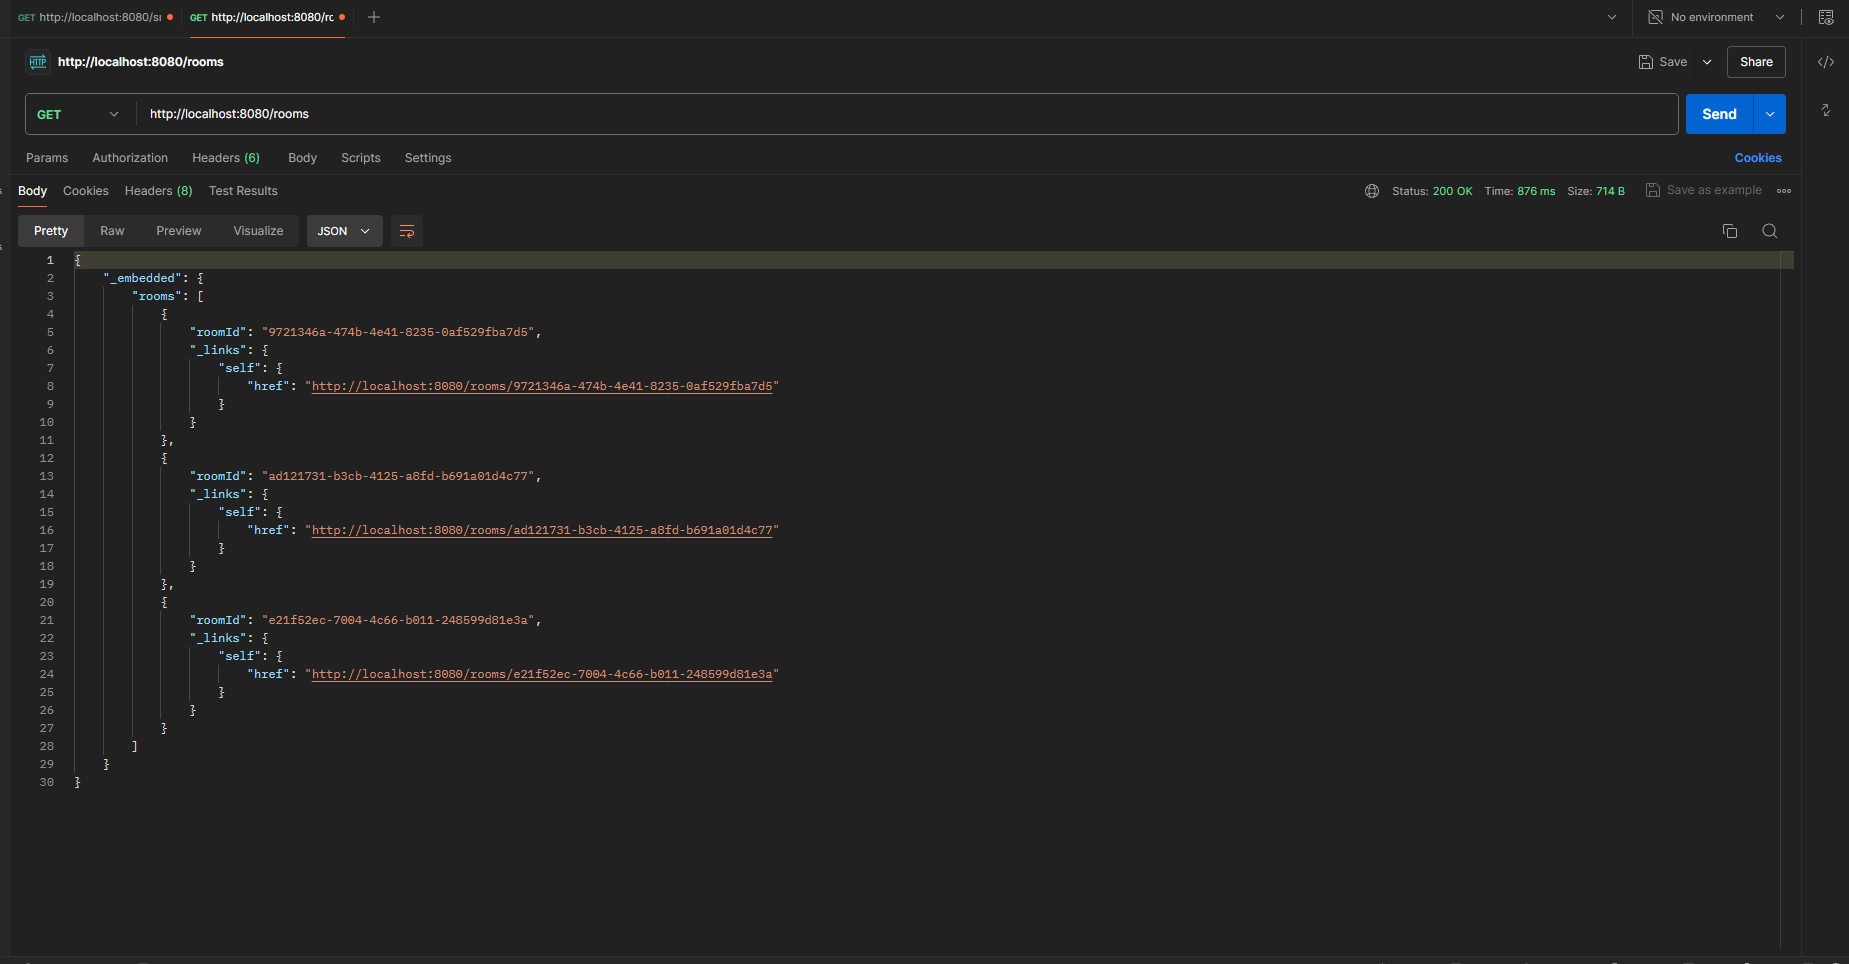 GET http://localhost:8080/sı GET http://localhost:8080/rc No environment
HTTP http://localhost:8080/rooms Save Share
GET http://localhost:8080/rooms Send
Params Authorization Headers (6) Body Scripts Settings Cookies
Body Cookies Headers (8) Test Results Status: 200 OK Time: 876 ms Size: 714 B Save as example
Pretty Raw Preview Visualize JSON
1 {
2 "_embedded": {
3 "rooms": [
4 {
5 "roomId": "9721346a-474b-4e41-8235-0af529fba7d5",
6 "_links": {
7 "self": {
8 "href": "http://localhost:8080/rooms/9721346a-474b-4e41-8235-0af529fba7d5"
9 }
10 }
11 },
12 {
13 "roomId": "ad121731-b3cb-4125-a8fd-b691a01d4c77",
14 "_links": {
15 "self": {
16 "href": "http://localhost:8080/rooms/ad121731-b3cb-4125-a8fd-b691a01d4c77"
17 }
18 }
19 },
20 {
21 "roomId": "e21f52ec-7004-4c66-b011-248599d81e3a",
22 "_links": {
23 "self": {
24 "href": "http://localhost:8080/rooms/e21f52ec-7004-4c66-b011-248599d81e3a"
25 }
26 }
27 }
28 ]
29 }
30 }